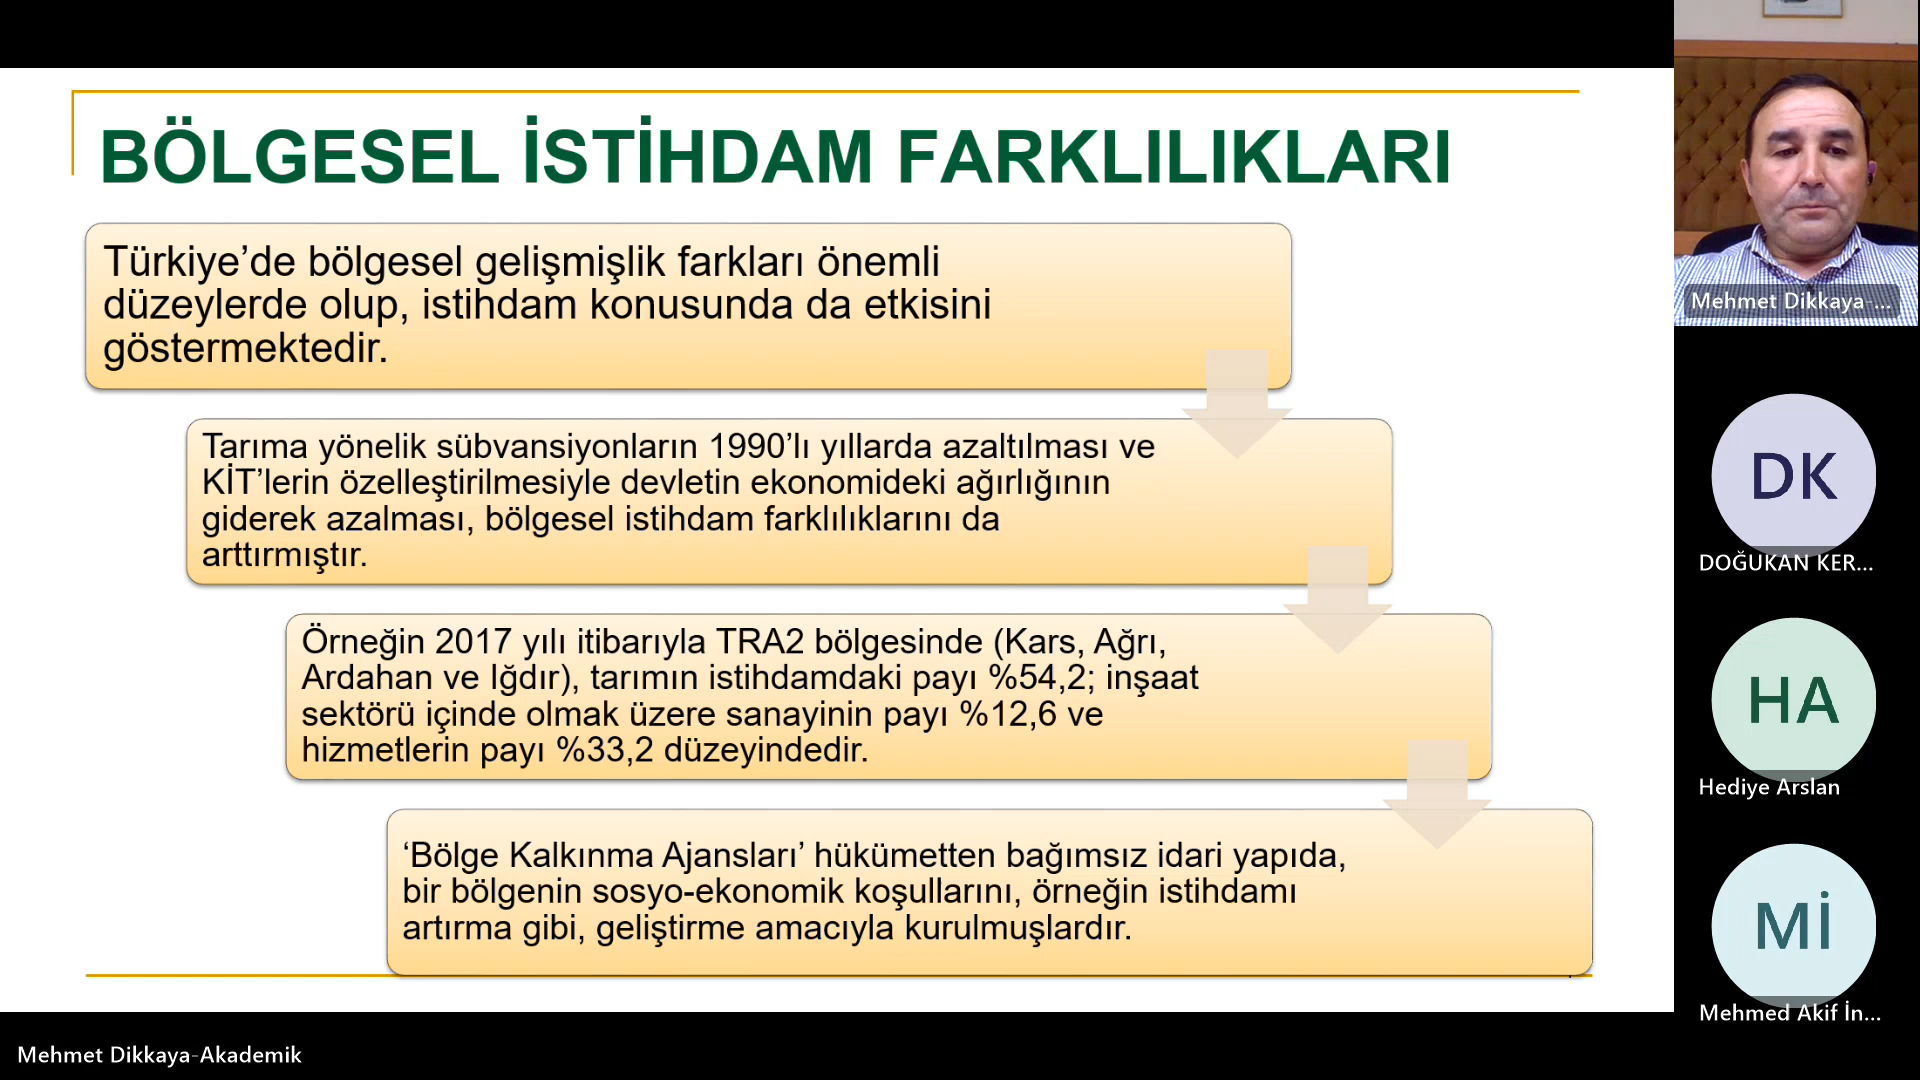 BÖLGESEL İSTİHDAM FARKLILIKLARI
Türkiye’de bölgesel gelişmişlik farkları önemli
düzeylerde olup, istihdam konusunda da etkisini
göstermektedir.
Tarıma yönelik sübvansiyonların 1990’lı yıllarda azaltılması ve
KİT’lerin özelleştirilmesiyle devletin ekonomideki ağırlığının
giderek azalması, bölgesel istihdam farklılıklarını da
arttırmıştır.
Örneğin 2017 yılı itibarıyla TRA2 bölgesinde (Kars, Ağrı,
Ardahan ve Iğdır), tarımın istihdamdaki payı %54,2; inşaat
sektörü içinde olmak üzere sanayinin payı %12,6 ve
hizmetlerin payı %33,2 düzeyindedir.
‘Bölge Kalkınma Ajansları’ hükümetten bağımsız idari yapıda,
bir bölgenin sosyo-ekonomik koşullarını, örneğin istihdamı
artırma gibi, geliştirme amacıyla kurulmuşlardır.
Mehmet Dikkaya-...
DK
DOĞUKAN KER...
HA
Hediye Arslan
Mİ
Mehmed Akif İn...
Mehmet Dikkaya-Akademik